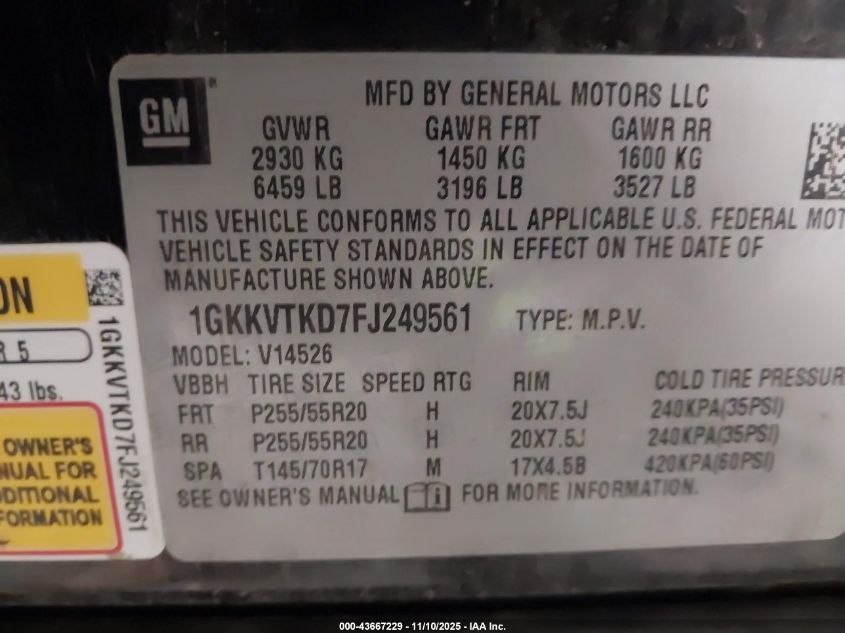 GM
MFD BY GENERAL MOTORS LLC
GVWR GAWR FRT GAWR RR
2930 KG 1450 KG 1600 KG
6459 LB 3196 LB 3527 LB
THIS VEHICLE CONFORMS TO ALL APPLICABLE U.S. FEDERAL MOT
VEHICLE SAFETY STANDARDS IN EFFECT ON THE DATE OF
MANUFACTURE SHOWN ABOVE.
1GKKVTKD7FJ249561 TYPE: M.P.V.
MODEL: V14526
VBBH TIRE SIZE SPEED RTG RIM COLD TIRE PRESSUR
FRT P255/55R20 H 20X7.5J 240KPA(35PSI)
RR P255/55R20 H 20X7.5J 240KPA(35PSI)
SPA T145/70R17 M 17X4.5B 420KPA(60PSI)
SEE OWNER'S MANUAL FOR MORE INFORMATION.
ON
R 5
43 lbs.
OWNER'S
NUAL FOR
DDITIONAL
FORMATION
1GKKVTKD7FJ249561
000-43667229 - 11/10/2025 - IAA Inc.